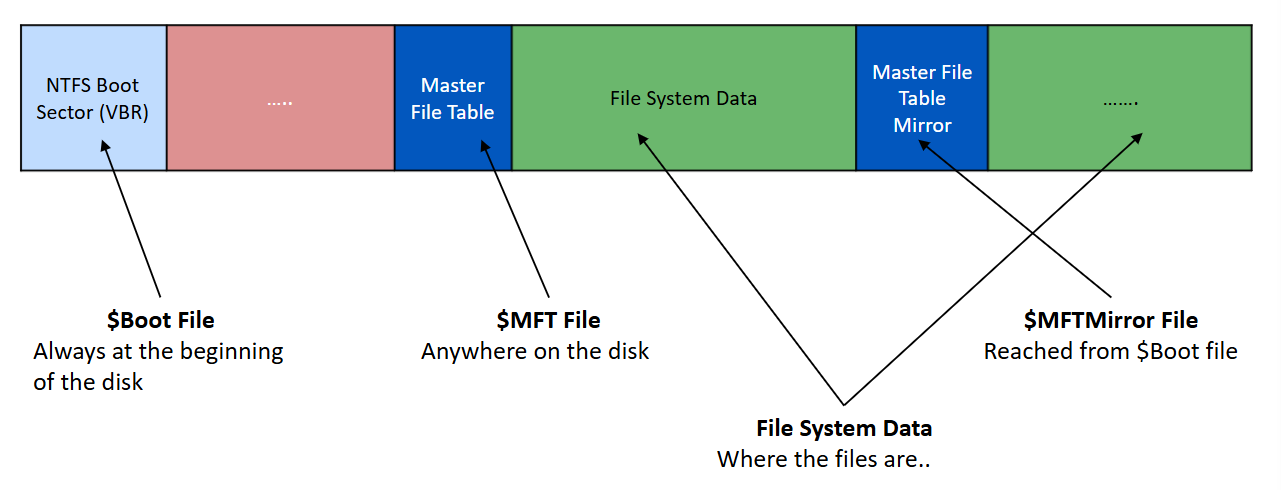 NTFS Boot
Sector (VBR)
.....
Master
File Table
File System Data
Master File
Table
Mirror
.......
$Boot File
Always at the beginning
of the disk
$MFT File
Anywhere on the disk
$MFTMirror File
Reached from $Boot file
File System Data
Where the files are..